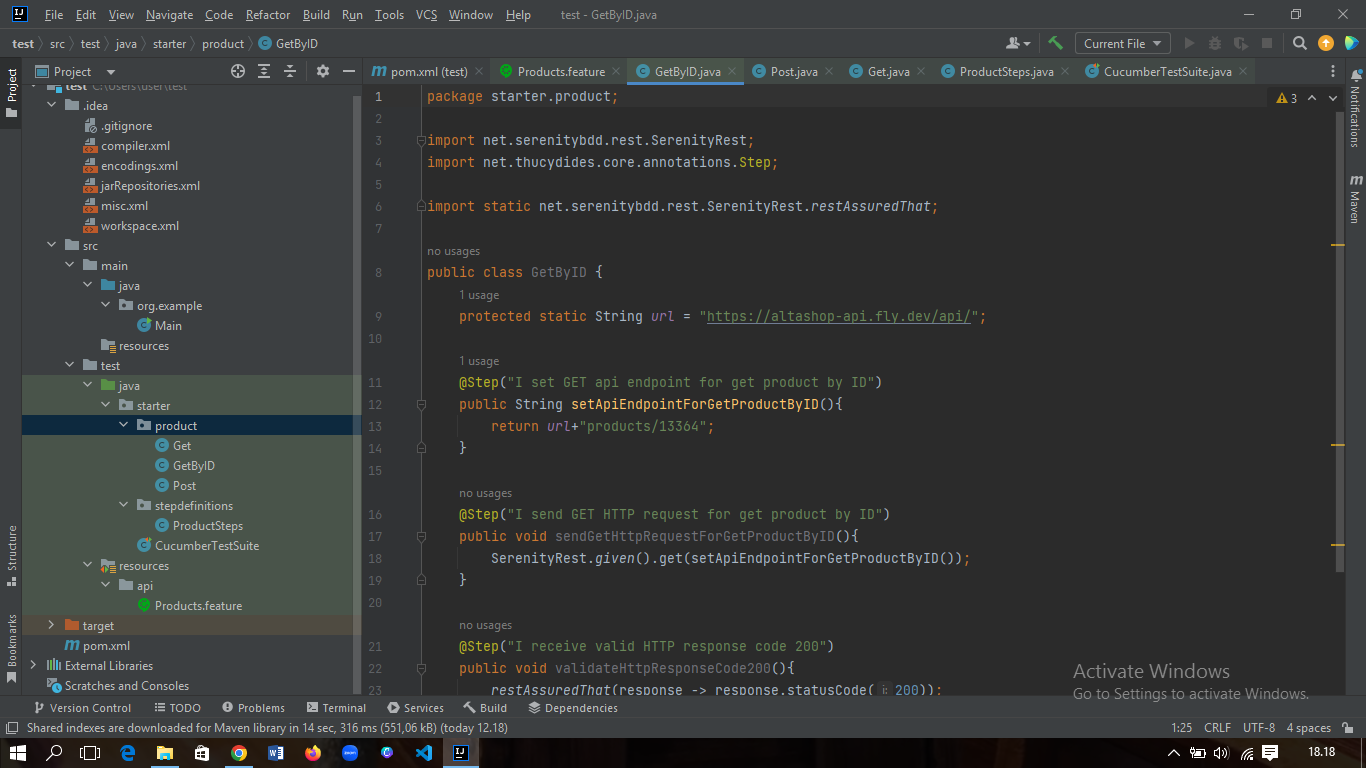 File Edit View Navigate Code Refactor Build Run Tools VCS Window Help test - GetByID.java
test src test java starter product GetByID Current File
Project
pom.xml (test) Products.feature GetByID.java Post.java Get.java ProductSteps.java CucumberTestSuite.java
Project
Structure
Bookmarks
test C:\Users\user\test
.idea
.gitignore
compiler.xml
encodings.xml
jarRepositories.xml
misc.xml
workspace.xml
src
main
java
org.example
Main
resources
test
java
starter
product
Get
GetByID
Post
stepdefinitions
ProductSteps
CucumberTestSuite
resources
api
Products.feature
target
pom.xml
External Libraries
Scratches and Consoles
1 package starter.product;
3
2
3 import net.serenitybdd.rest.SerenityRest;
4 import net.thucydides.core.annotations.Step;
5
6 import static net.serenitybdd.rest.SerenityRest.restAssuredThat;
7
no usages
8 public class GetByID {
1 usage
9 protected static String url = "https://altashop-api.fly.dev/api/";
10
1 usage
11 @Step("I set GET api endpoint for get product by ID")
12 public String setApiEndpointForGetProductByID(){
13 return url+"products/13364";
14 }
15
no usages
16 @Step("I send GET HTTP request for get product by ID")
17 public void sendGetHttpRequestForGetProductByID(){
18 SerenityRest.given().get(setApiEndpointForGetProductByID());
19 }
20
no usages
21 @Step("I receive valid HTTP response code 200")
22 public void validateHttpResponseCode200(){
23 restAssuredThat(response -> response.statusCode( i: 200));
Notifications
Maven
Activate Windows
Go to Settings to activate Windows.
Version Control TODO Problems Terminal Services Build Dependencies
Shared indexes are downloaded for Maven library in 14 sec, 316 ms (551,06 kB) (today 12.18) 1:25 CRLF UTF-8 4 spaces
18.18